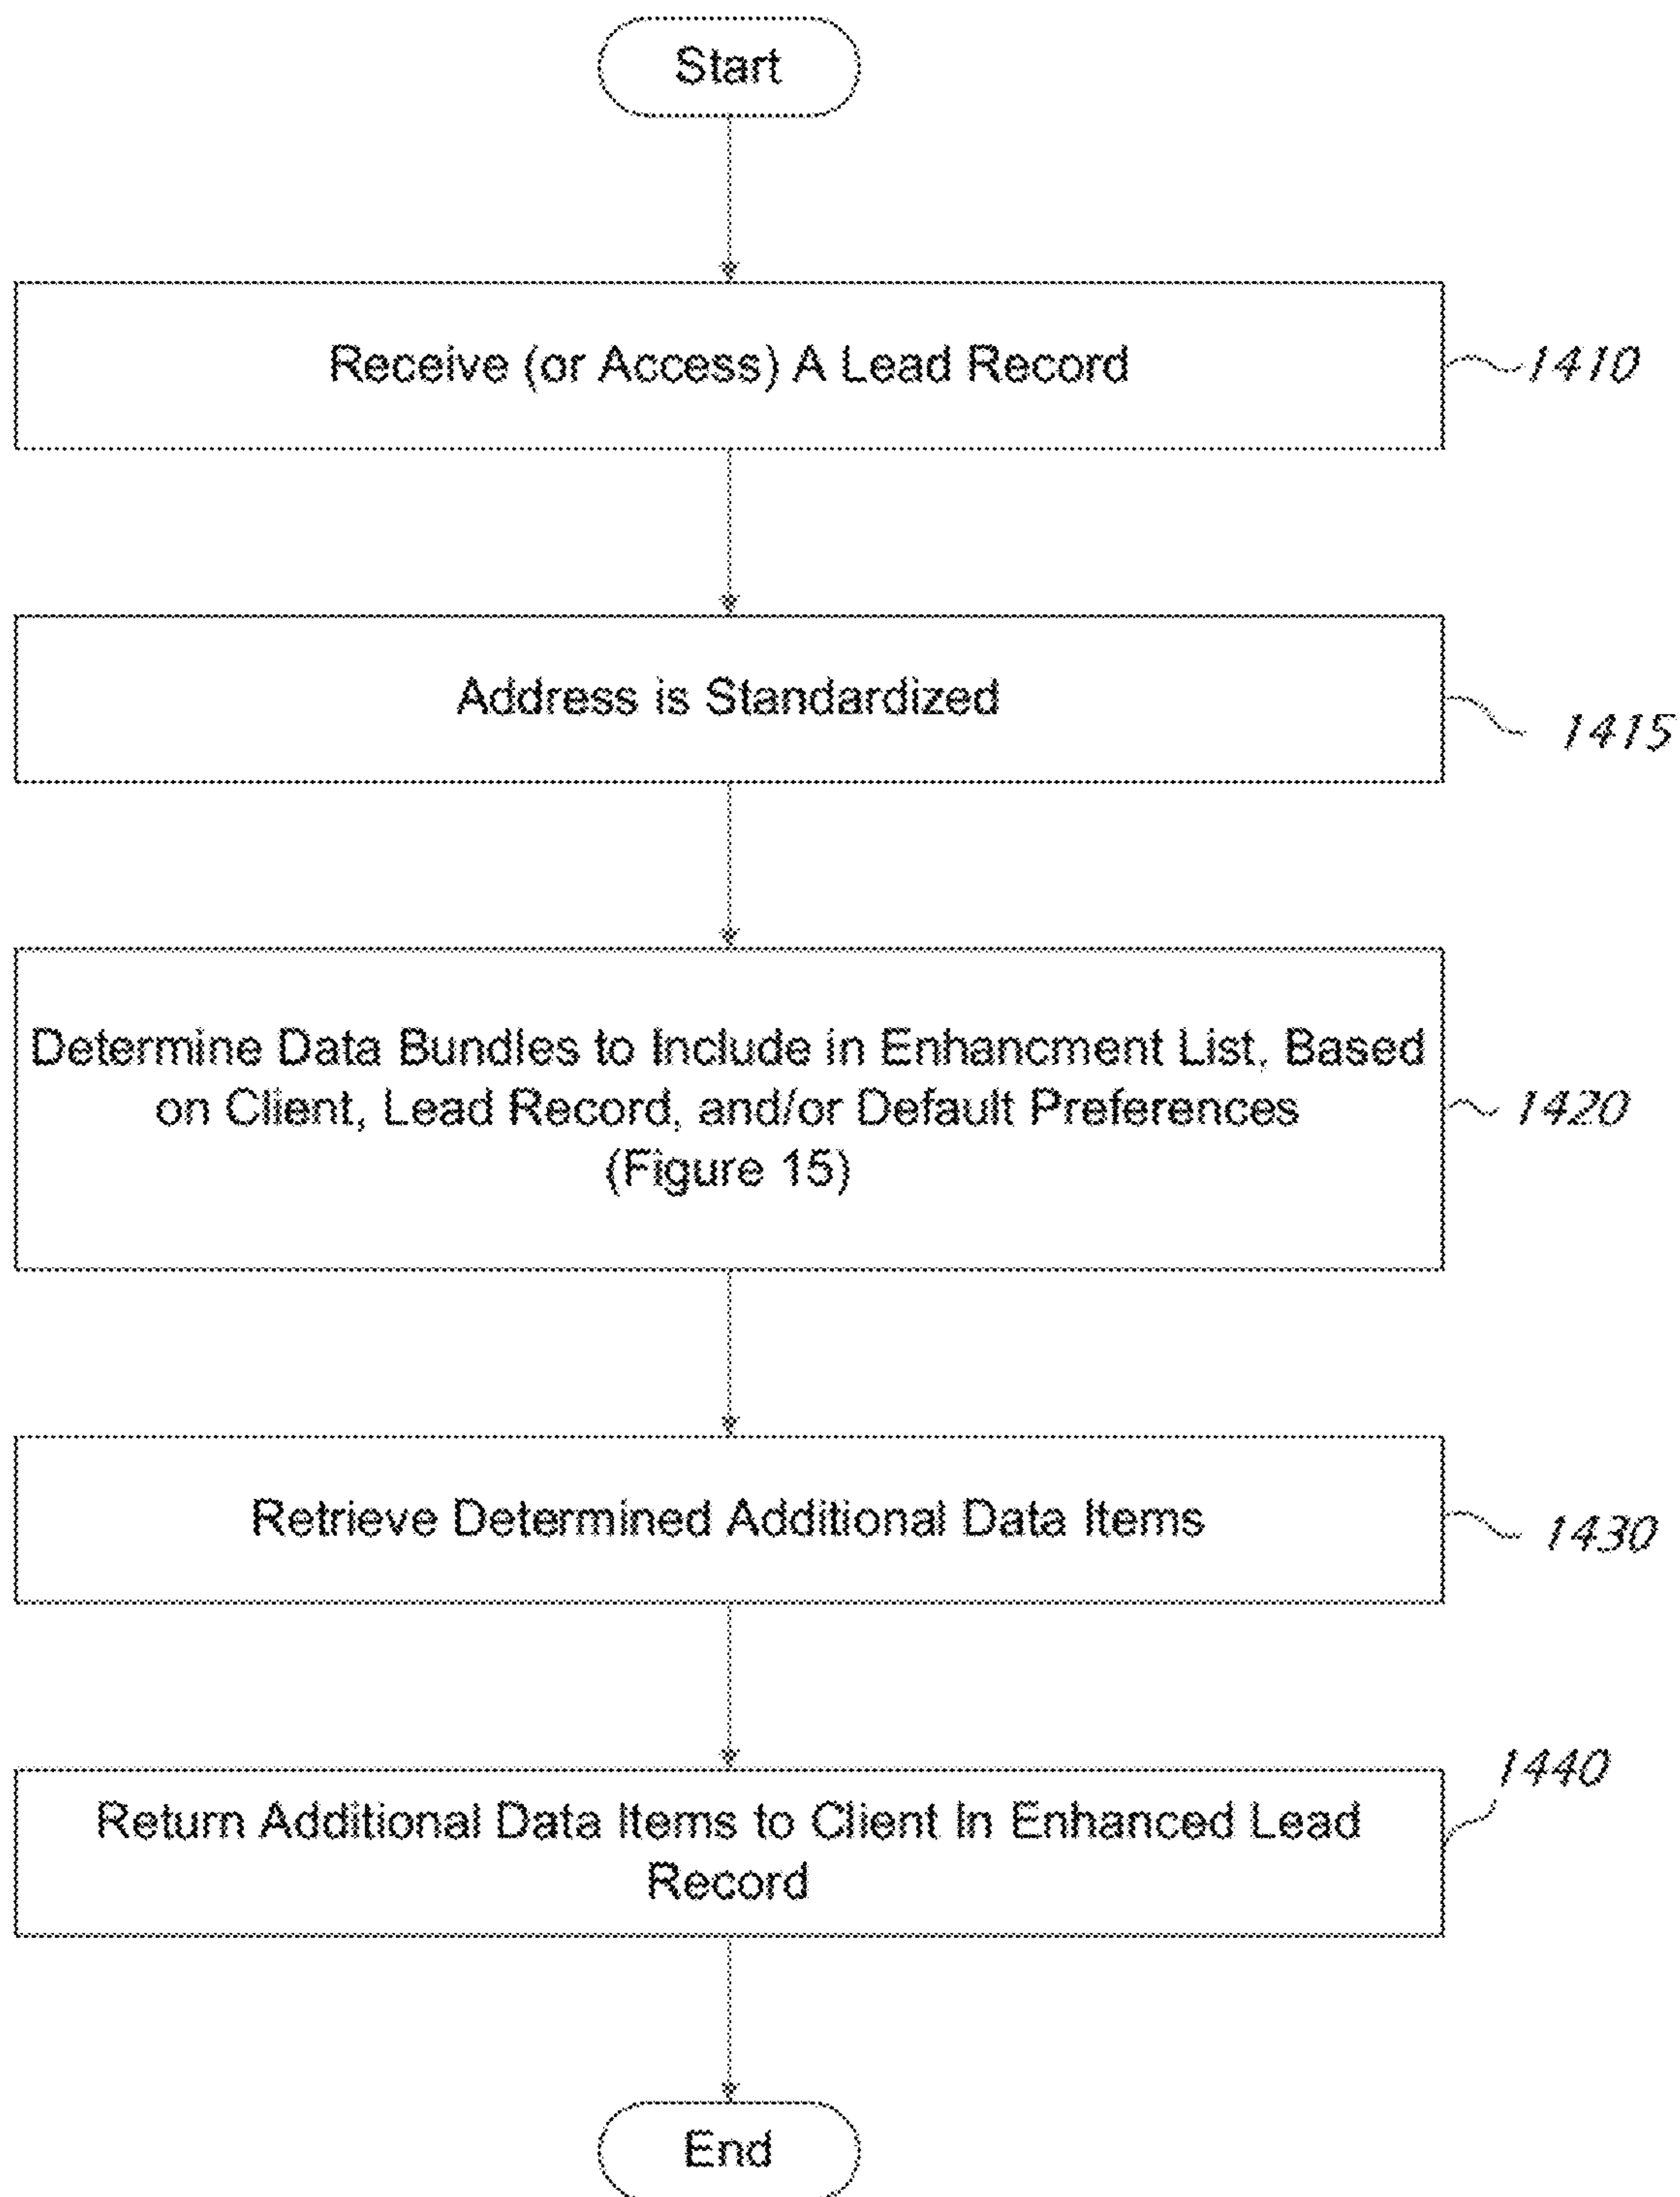 Start
Receive (or Access) A Lead Record
1410
Address is Standardized
1415
Determine Data Bundles to Include in Enhancment List, Based
on Client, Lead Record, and/or Default Preferences
(Figure 15)
1420
Retrieve Determined Additional Data Items
1430
Return Additional Data Items to Client In Enhanced Lead
Record
1440
End